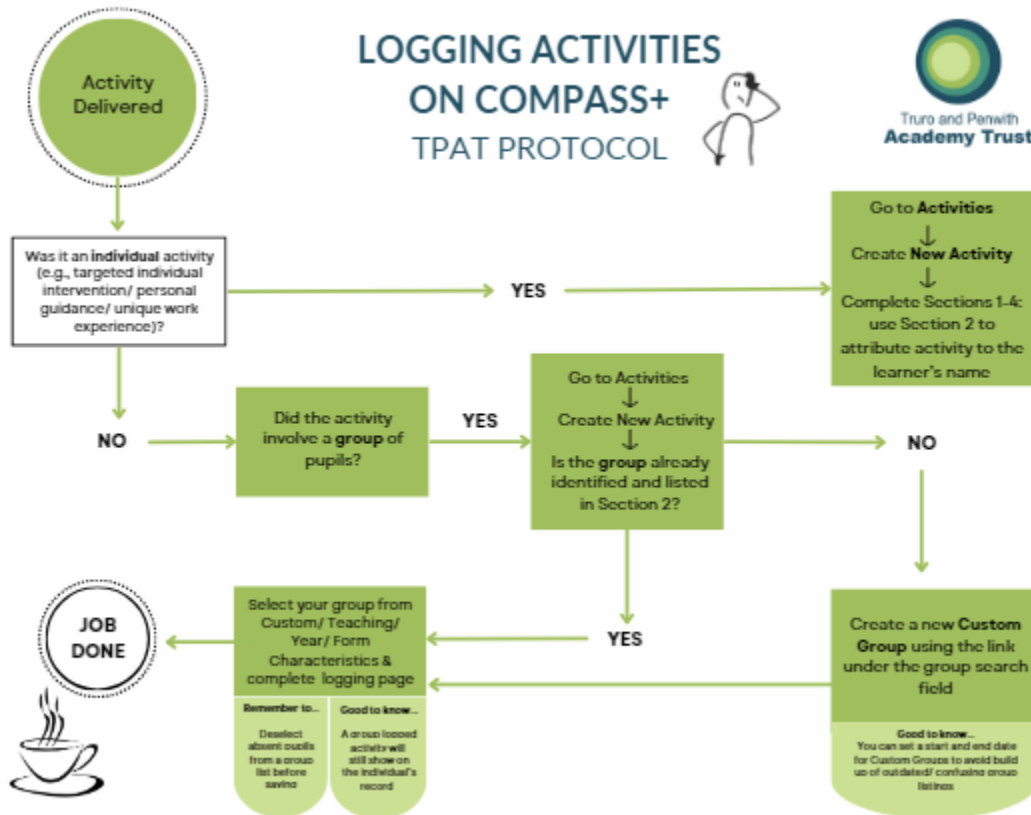 LOGGING ACTIVITIES
ON COMPASS+
TPAT PROTOCOL
Truro and Penwith
Academy Trust
Activity
Delivered
Was it an individual activity
(e.g., targeted individual
intervention/ personal
guidance/ unique work
experience)?
YES
Go to Activities
↓
Create New Activity
↓
Complete Sections 1-4:
use Section 2 to
attribute activity to the
learner's name
NO
Did the activity
involve a group of
pupils?
YES
Go to Activities
↓
Create New Activity
↓
Is the group already
identified and listed
in Section 2?
NO
YES
Create a new Custom
Group using the link
under the group search
field
Good to know...
You can set a start and end date
for Custom Groups to avoid build
up of outdated/ confusing group
listings
Select your group from
Custom/ Teaching/
Year/ Form
Characteristics &
complete logging page
Remember to...
Deselect
absent pupils
from a group
list before
saving
Good to know...
A group logged
activity will
still show on
the individual's
record
JOB
DONE